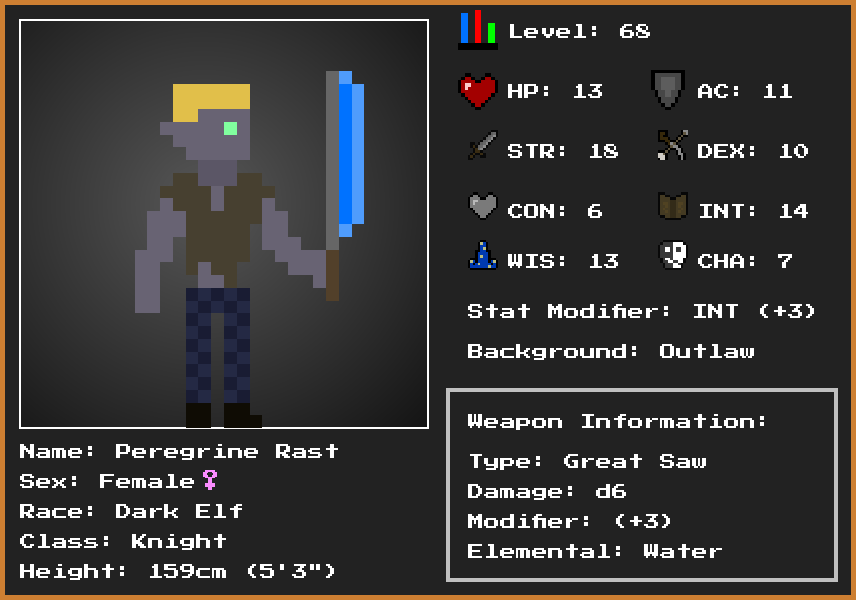 Level: 68
HP: 13
AC: 11
STR: 18
DEX: 10
CON: 6
INT: 14
WIS: 13
CHA: 7
Stat Modifier: INT (+3)
Background: Outlaw
Weapon Information:
Type: Great Saw
Damage: d6
Modifier: (+3)
Elemental: Water
Name: Peregrine Rast
Sex: Female♀
Race: Dark Elf
Class: Knight
Height: 159cm (5'3")